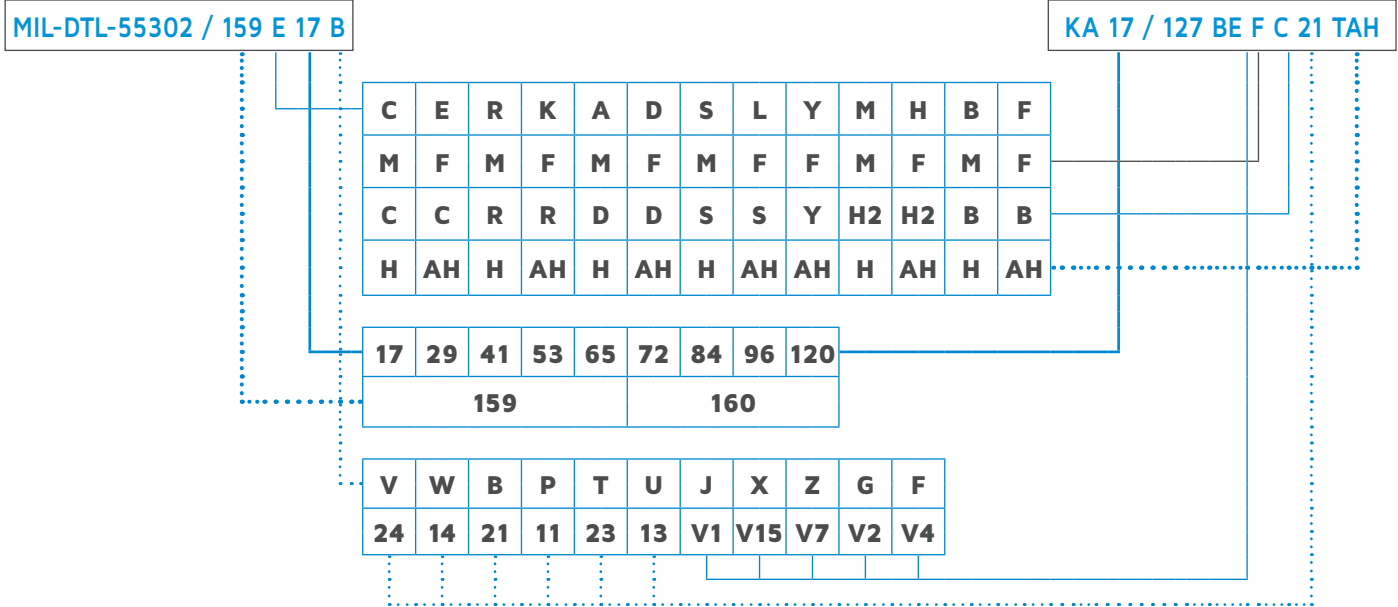 MIL-DTL-55302 / 159 E 17 B
KA 17 / 127 BE F C 21 TAH
C E R K A D S L Y M H B F
M F M F M F M F F M F M F
C C R R D D S S Y H2 H2 B B
H AH H AH H AH H AH AH H AH H AH
17 29 41 53 65 72 84 96 120
159 160
V W B P T U J X Z G F
24 14 21 11 23 13 V1 V15 V7 V2 V4